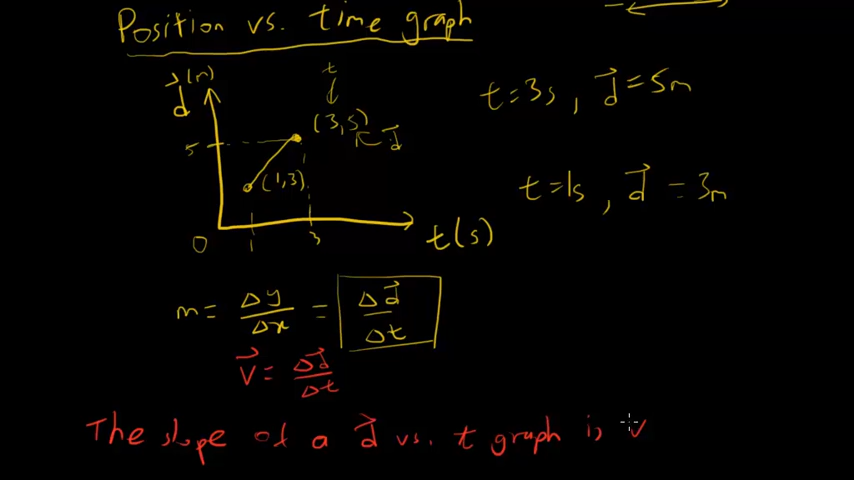 Position vs. time graph
d⃗ (m)
t
(3,5)
d⃗
5
(1,3)
0
1
3
t(s)
t=3s, d⃗=5m
t=1s, d⃗=3m
m= Δy/Δx = Δd⃗/Δt
V⃗= Δd⃗/Δt
The slope of a d⃗ vs. t graph is v